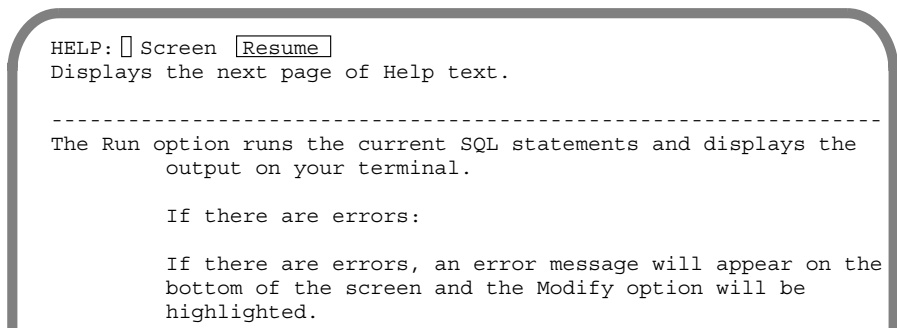 HELP: Screen Resume
Displays the next page of Help text.
----------------------------------------------------------------
The Run option runs the current SQL statements and displays the
output on your terminal.
If there are errors:
If there are errors, an error message will appear on the
bottom of the screen and the Modify option will be
highlighted.